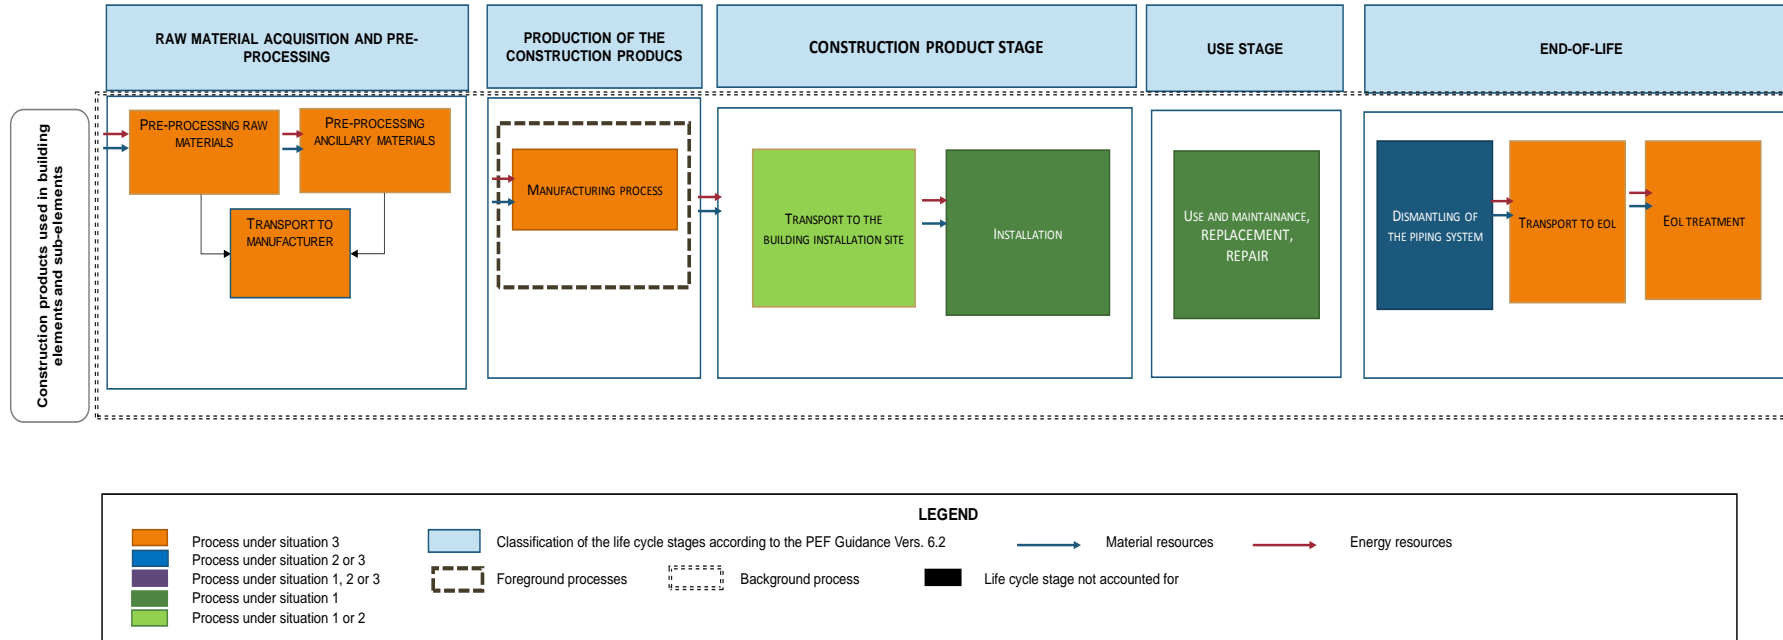 RAW MATERIAL ACQUISITION AND PRE-
PROCESSING
PRODUCTION OF THE
CONSTRUCTION PRODUCS
CONSTRUCTION PRODUCT STAGE
USE STAGE
END-OF-LIFE
Construction products used in building
elements and sub-elements
PRE-PROCESSING RAW
MATERIALS
PRE-PROCESSING
ANCILLARY MATERIALS
TRANSPORT TO
MANUFACTURER
MANUFACTURING PROCESS
TRANSPORT TO THE
BUILDING INSTALLATION SITE
INSTALLATION
USE AND MAINTAINANCE,
REPLACEMENT,
REPAIR
DISMANTLING OF
THE PIPING SYSTEM
TRANSPORT TO EOL
EOL TREATMENT
LEGEND
Process under situation 3
Process under situation 2 or 3
Process under situation 1, 2 or 3
Process under situation 1
Process under situation 1 or 2
Classification of the life cycle stages according to the PEF Guidance Vers. 6.2
Material resources
Energy resources
Foreground processes
Background process
Life cycle stage not accounted for